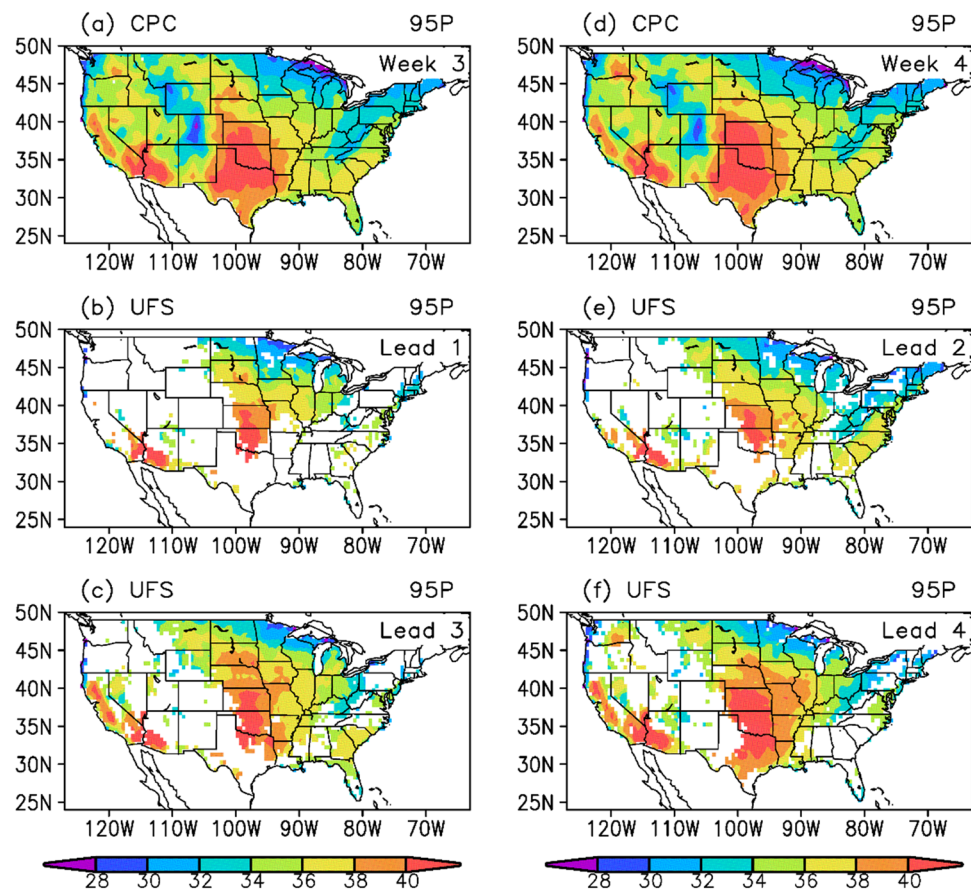 (a) CPC 95P
Week 3
50N
45N
40N
35N
30N
25N
120W 110W 100W 90W 80W 70W
(d) CPC 95P
Week 4
50N
45N
40N
35N
30N
25N
120W 110W 100W 90W 80W 70W
(b) UFS 95P
Lead 1
50N
45N
40N
35N
30N
25N
120W 110W 100W 90W 80W 70W
(e) UFS 95P
Lead 2
50N
45N
40N
35N
30N
25N
120W 110W 100W 90W 80W 70W
(c) UFS 95P
Lead 3
50N
45N
40N
35N
30N
25N
120W 110W 100W 90W 80W 70W
(f) UFS 95P
Lead 4
50N
45N
40N
35N
30N
25N
120W 110W 100W 90W 80W 70W
28 30 32 34 36 38 40
28 30 32 34 36 38 40